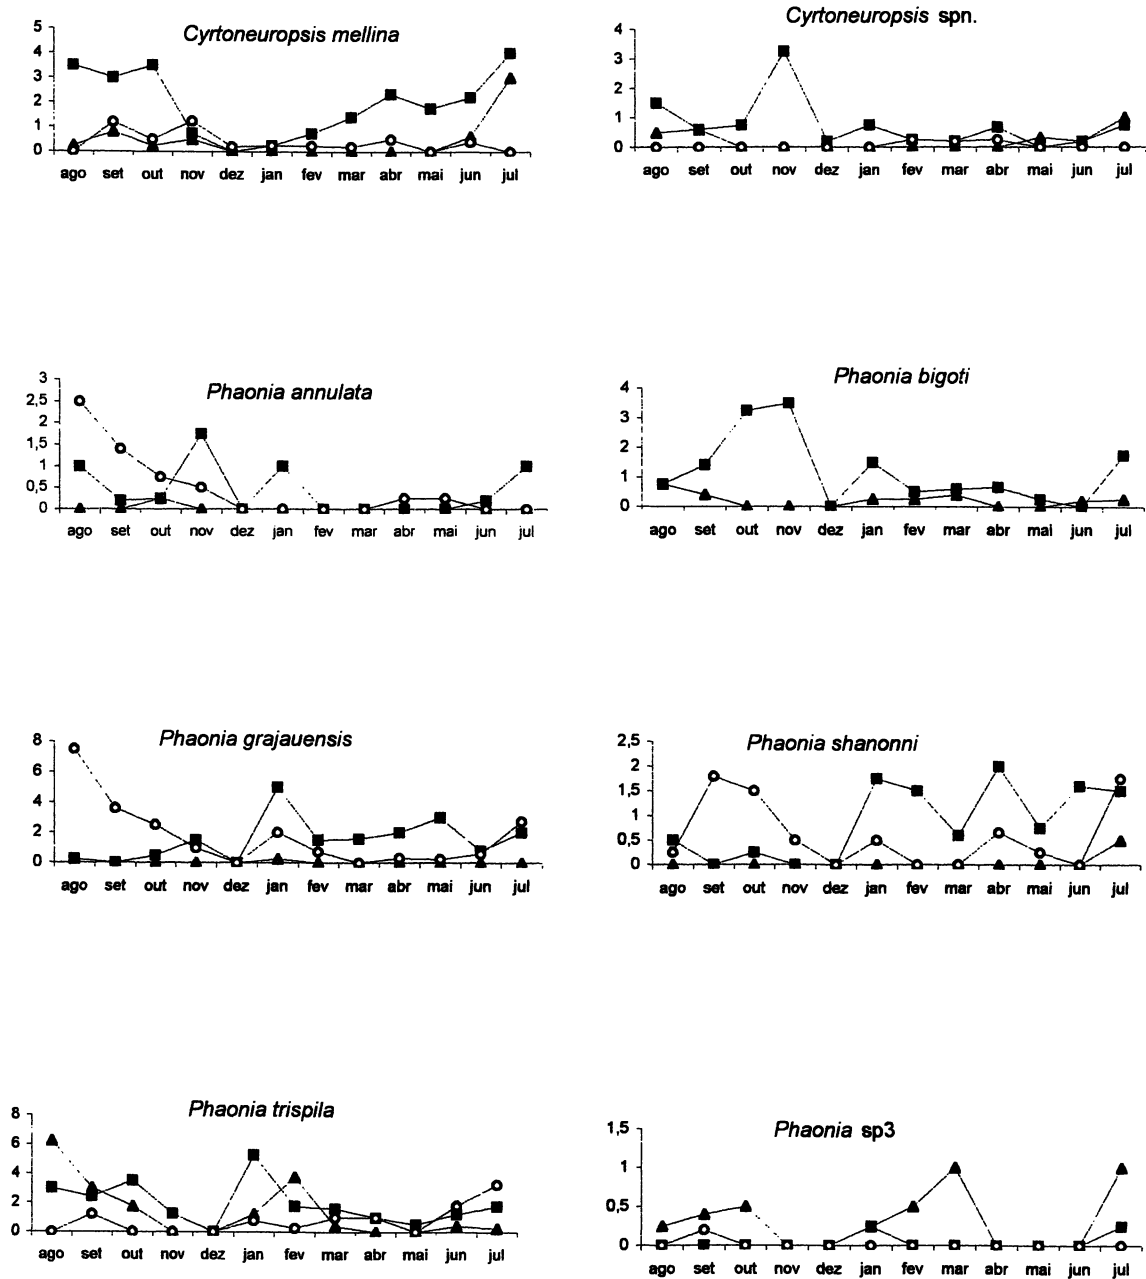 Cyrtoneuropsis mellina
5
4
3
2
1
0
ago set out nov dez jan fev mar abr mai jun jul
Cyrtoneuropsis spn.
4
3
2
1
0
ago set out nov dez jan fev mar abr mai jun jul
Phaonia annulata
3
2,5
2
1,5
1
0,5
0
ago set out nov dez jan fev mar abr mai jun jul
Phaonia bigoti
4
3
2
1
0
ago set out nov dez jan fev mar abr mai jun jul
Phaonia grajauensis
8
6
4
2
0
ago set out nov dez jan fev mar abr mai jun jul
Phaonia shanonni
2,5
2
1,5
1
0,5
0
ago set out nov dez jan fev mar abr mai jun jul
Phaonia trispila
8
6
4
2
0
ago set out nov dez jan fev mar abr mai jun jul
Phaonia sp3
1,5
1
0,5
0
ago set out nov dez jan fev mar abr mai jun jul